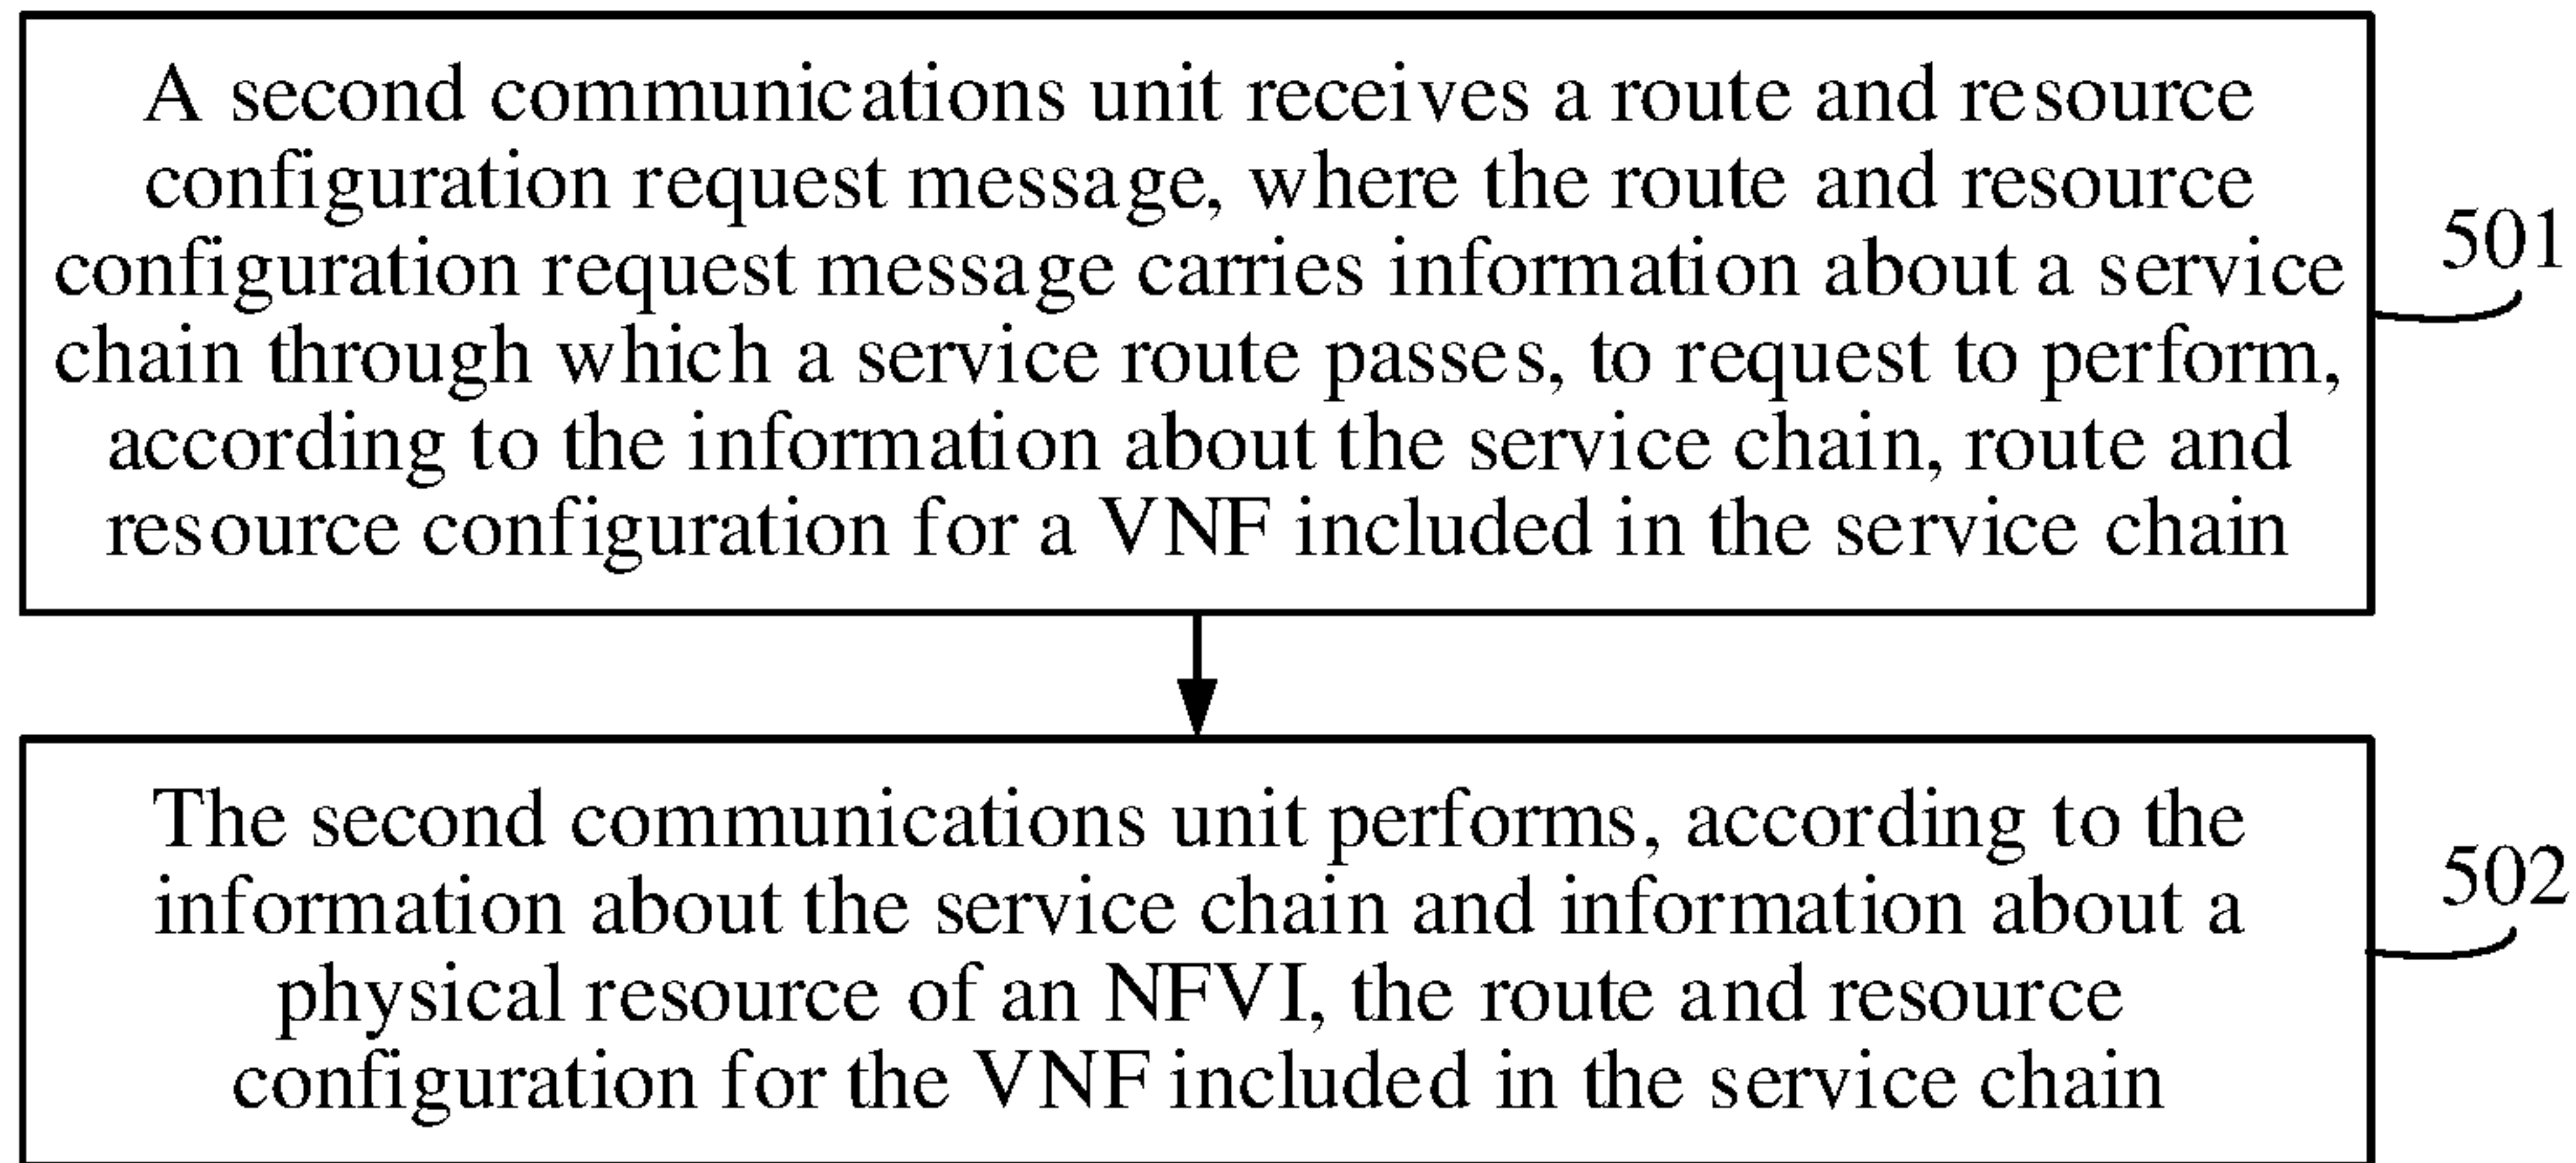 A second communications unit receives a route and resource
configuration request message, where the route and resource
configuration request message carries information about a service
chain through which a service route passes, to request to perform,
according to the information about the service chain, route and
resource configuration for a VNF included in the service chain
501
The second communications unit performs, according to the
information about the service chain and information about a
physical resource of an NFVI, the route and resource
configuration for the VNF included in the service chain
502